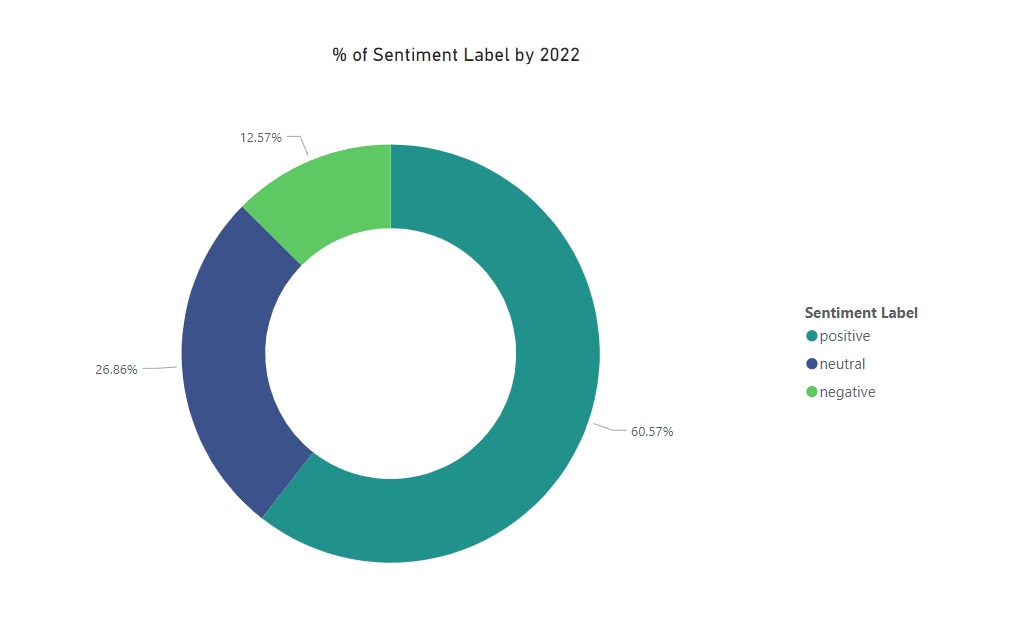 % of Sentiment Label by 2022
12.57%
26.86%
60.57%
Sentiment Label
positive
neutral
negative